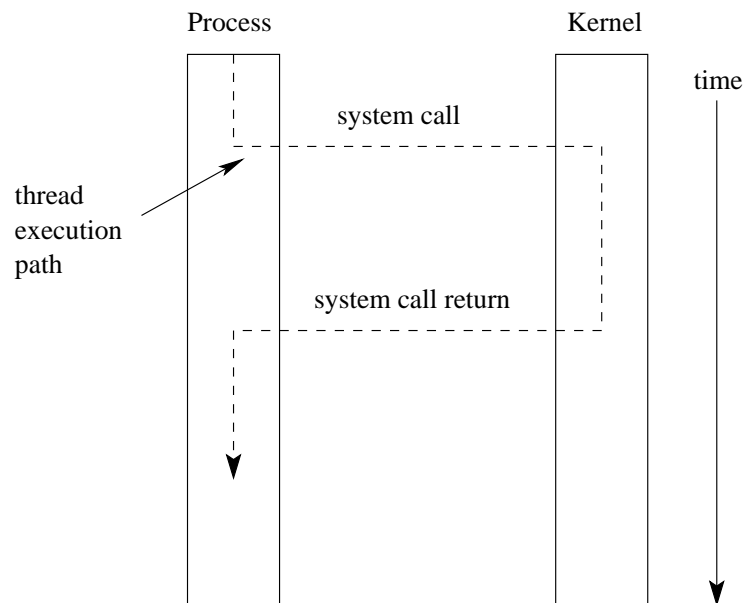 Process
Kernel
time
system call
thread
execution
path
system call return